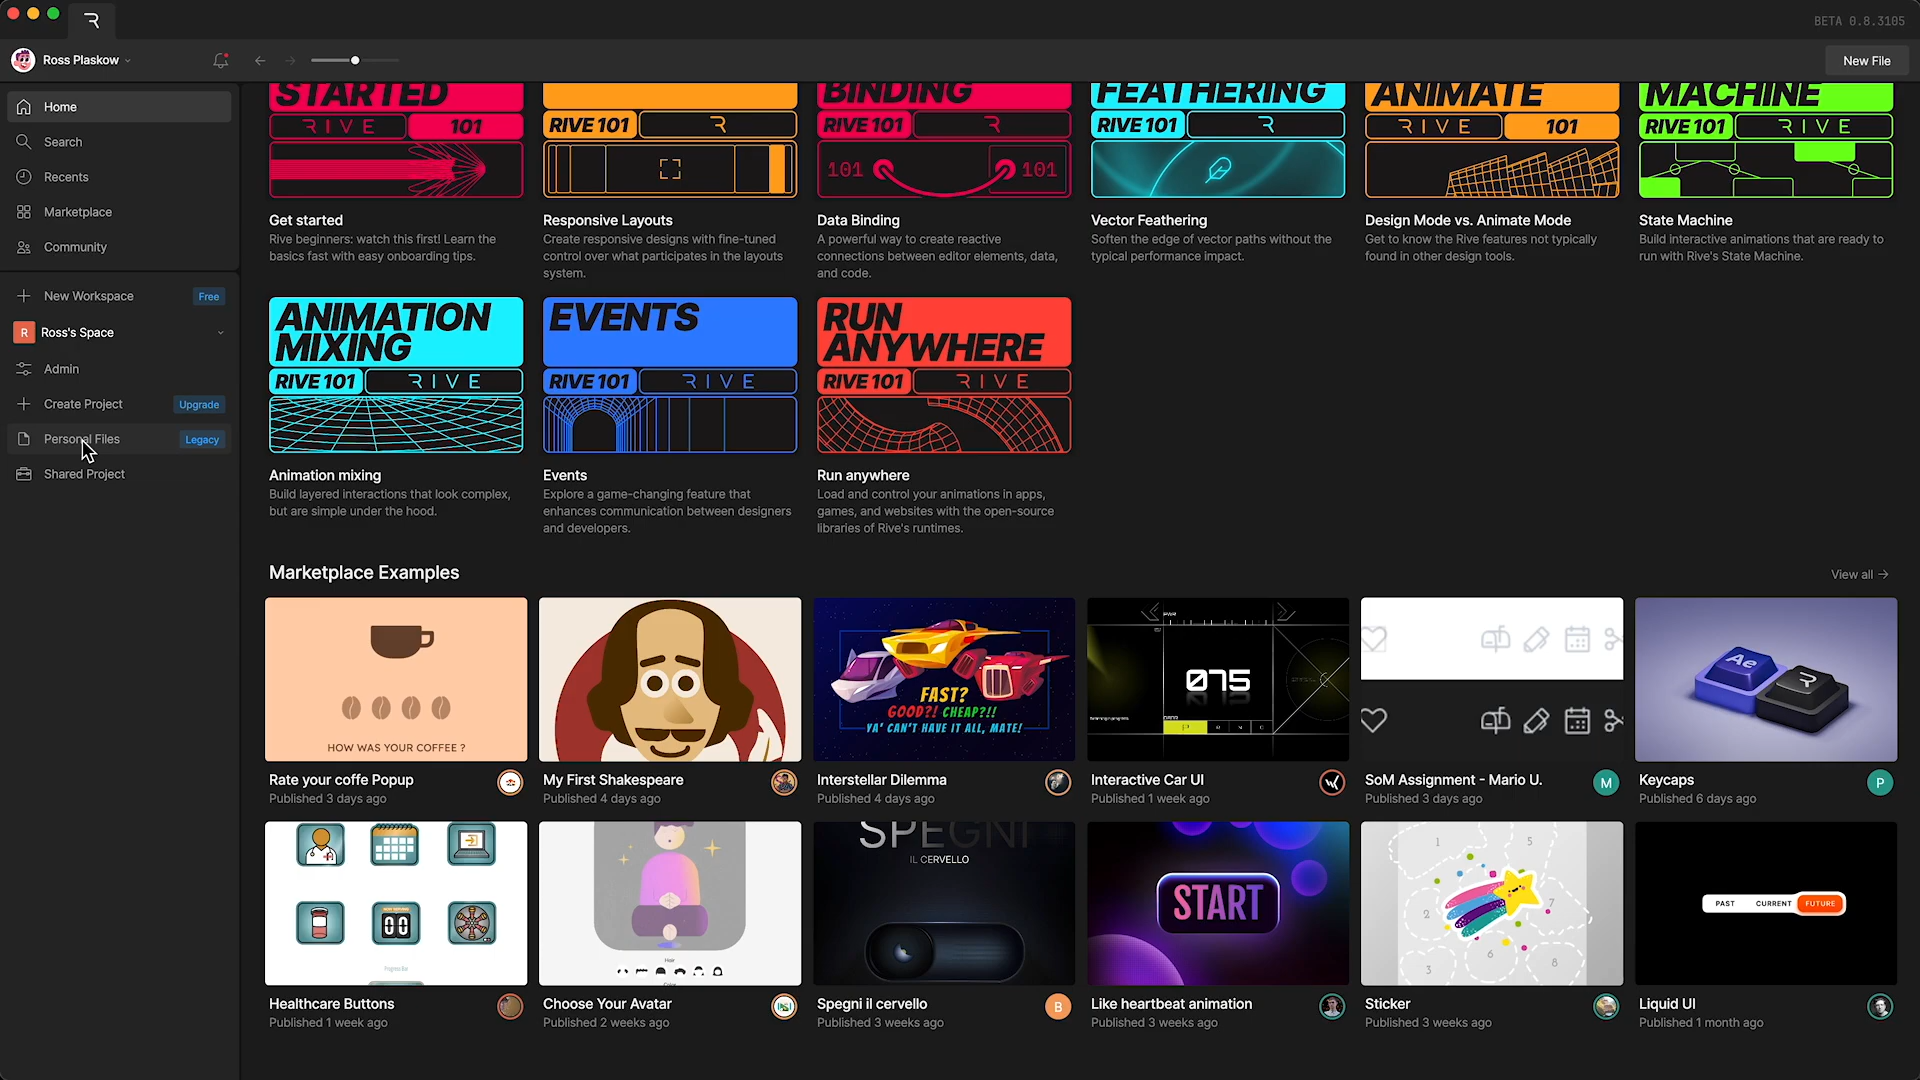 BETA 0.8.3105
Ross Plaskow
New File
Home
Search
Recents
Marketplace
Community
New Workspace Free
R Ross's Space
Admin
Create Project Upgrade
Personal Files Legacy
Shared Project
STARTED
RIVE 101
Get started
Rive beginners: watch this first! Learn the
basics fast with easy onboarding tips.
RIVE 101
Responsive Layouts
Create responsive designs with fine-tuned
control over what participates in the layouts
system.
BINDING
RIVE 101
101 101
Data Binding
A powerful way to create reactive
connections between editor elements, data,
and code.
FEATHERING
RIVE 101
Vector Feathering
Soften the edge of vector paths without the
typical performance impact.
ANIMATE
RIVE 101
Design Mode vs. Animate Mode
Get to know the Rive features not typically
found in other design tools.
MACHINE
RIVE 101 RIVE
State Machine
Build interactive animations that are ready to
run with Rive's State Machine.
ANIMATION
MIXING
RIVE 101 RIVE
Animation mixing
Build layered interactions that look complex,
but are simple under the hood.
EVENTS
RIVE 101 RIVE
Events
Explore a game-changing feature that
enhances communication between designers
and developers.
RUN
ANYWHERE
RIVE 101 RIVE
Run anywhere
Load and control your animations in apps,
games, and websites with the open-source
libraries of Rive's runtimes.
Marketplace Examples
View all →
HOW WAS YOUR COFFEE ?
Rate your coffe Popup
Published 3 days ago
My First Shakespeare
Published 4 days ago
FAST?
GOOD?! CHEAP?!!
YA' CAN'T HAVE IT ALL, MATE!
Interstellar Dilemma
Published 4 days ago
075
Interactive Car UI
Published 1 week ago
SoM Assignment - Mario U.
M
Published 3 days ago
Ae
Keycaps
P
Published 6 days ago
00
Healthcare Buttons
Published 1 week ago
Hair
Choose Your Avatar
Published 2 weeks ago
SPEGNI
IL CERVELLO
Spegni il cervello
B
Published 3 weeks ago
START
Like heartbeat animation
Published 3 weeks ago
1 5
2 7
6 8
3
Sticker
Published 3 weeks ago
PAST CURRENT FUTURE
Liquid UI
Published 1 month ago